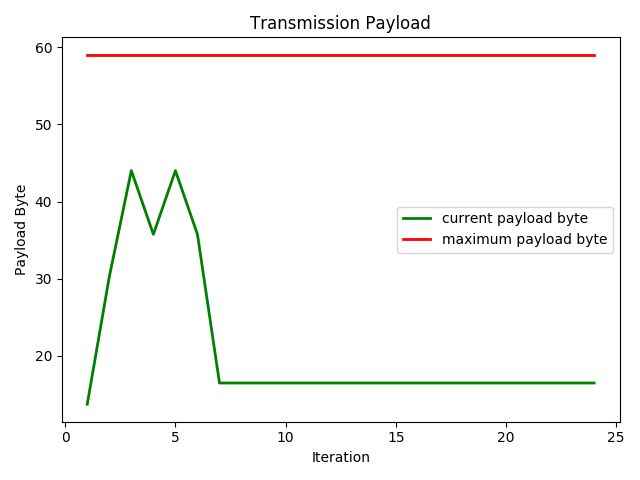 Transmission Payload
60
50
40
30
20
Payload Byte
current payload byte
maximum payload byte
0 5 10 15 20 25
Iteration